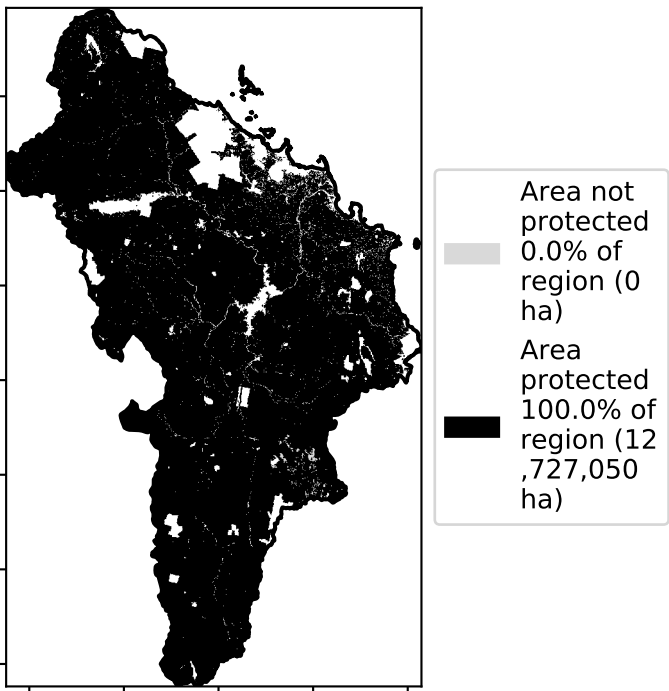 Area not
protected
0.0% of
region (0
ha)
Area
protected
100.0% of
region (12
,727,050
ha)